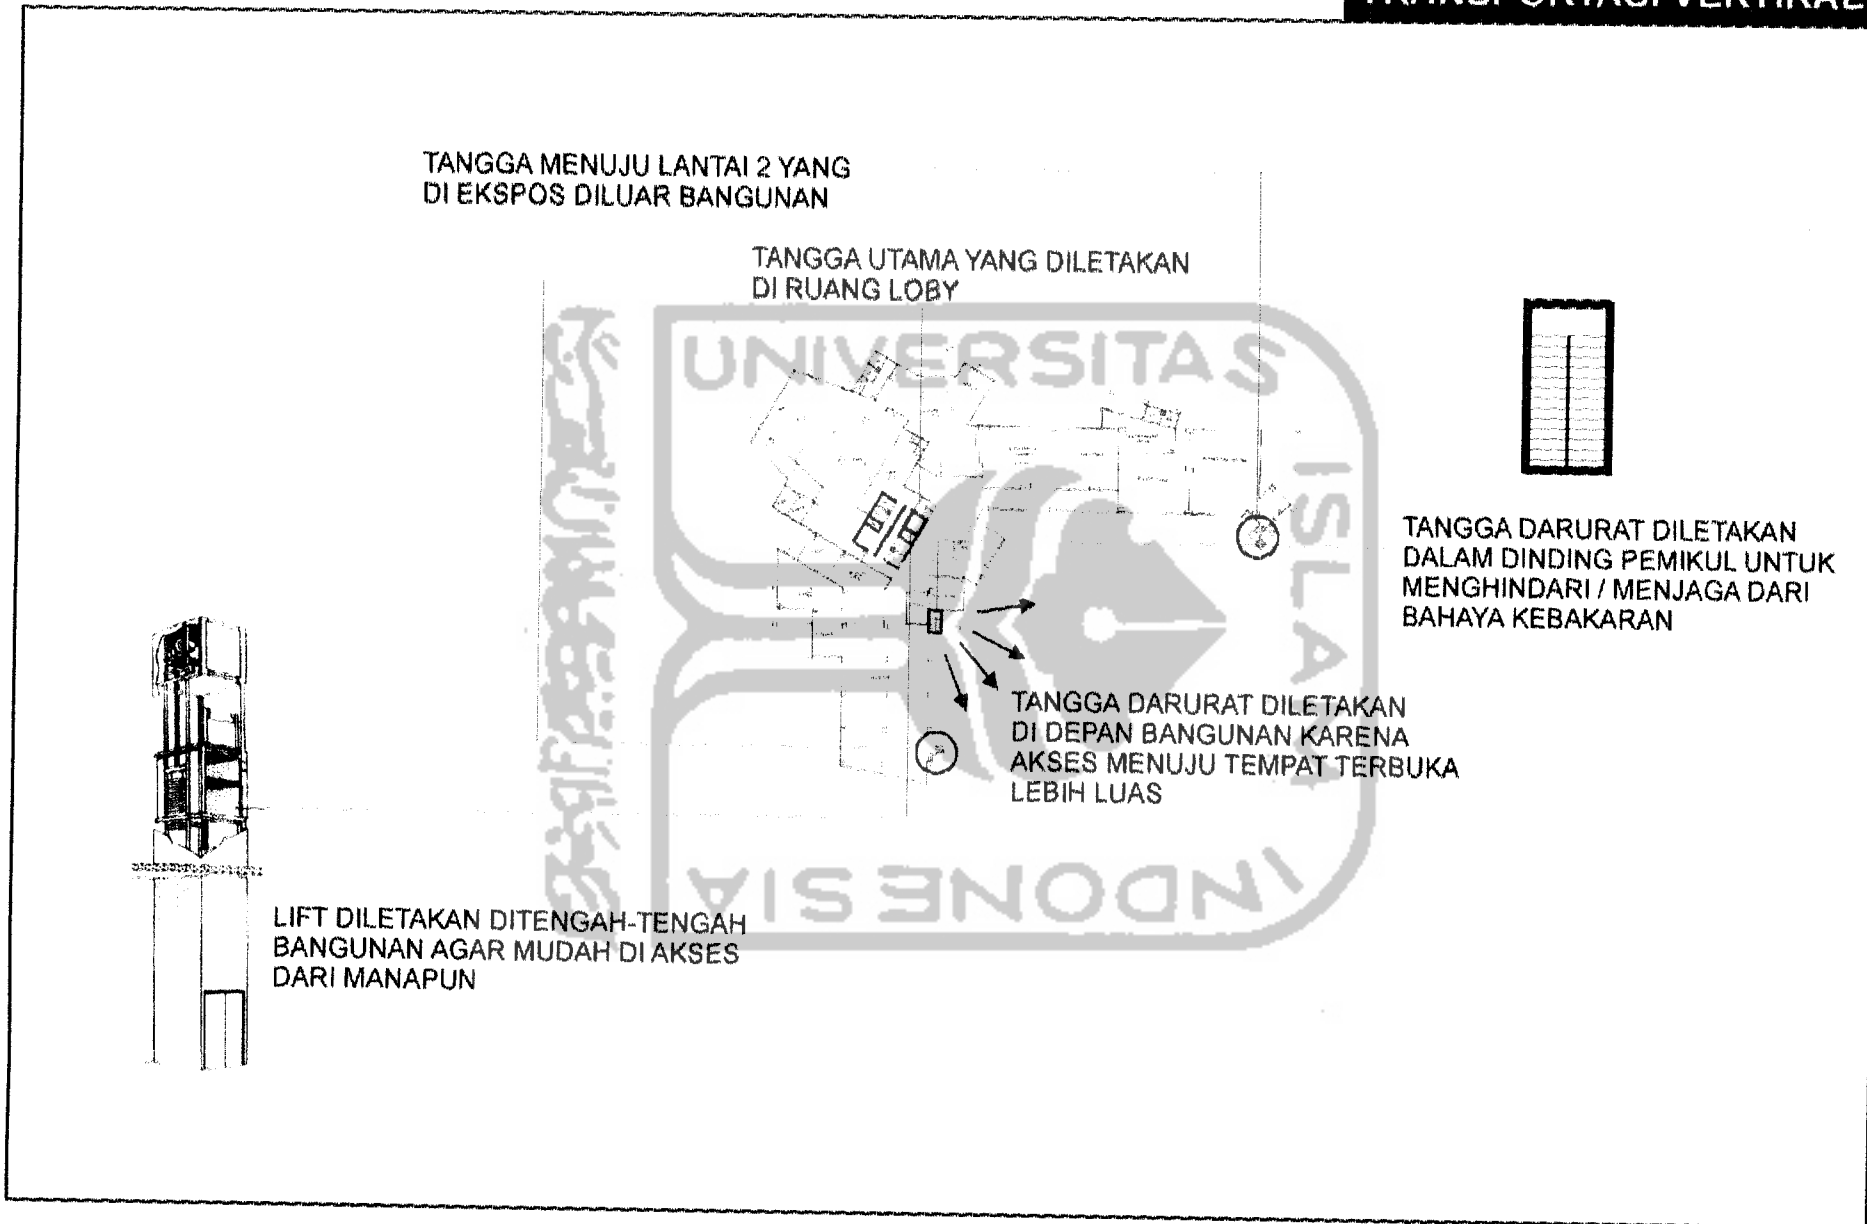 TRANSPORTASI VERTIKAL
TANGGA MENUJU LANTAI 2 YANG
DI EKSPOS DILUAR BANGUNAN
TANGGA UTAMA YANG DILETAKAN
DI RUANG LOBY
UNIVERSITAS
ISLAM
INDONESIA
TANGGA DARURAT DILETAKAN
DALAM DINDING PEMIKUL UNTUK
MENGHINDARI / MENJAGA DARI
BAHAYA KEBAKARAN
TANGGA DARURAT DILETAKAN
DI DEPAN BANGUNAN KARENA
AKSES MENUJU TEMPAT TERBUKA
LEBIH LUAS
LIFT DILETAKAN DITENGAH-TENGAH
BANGUNAN AGAR MUDAH DI AKSES
DARI MANAPUN